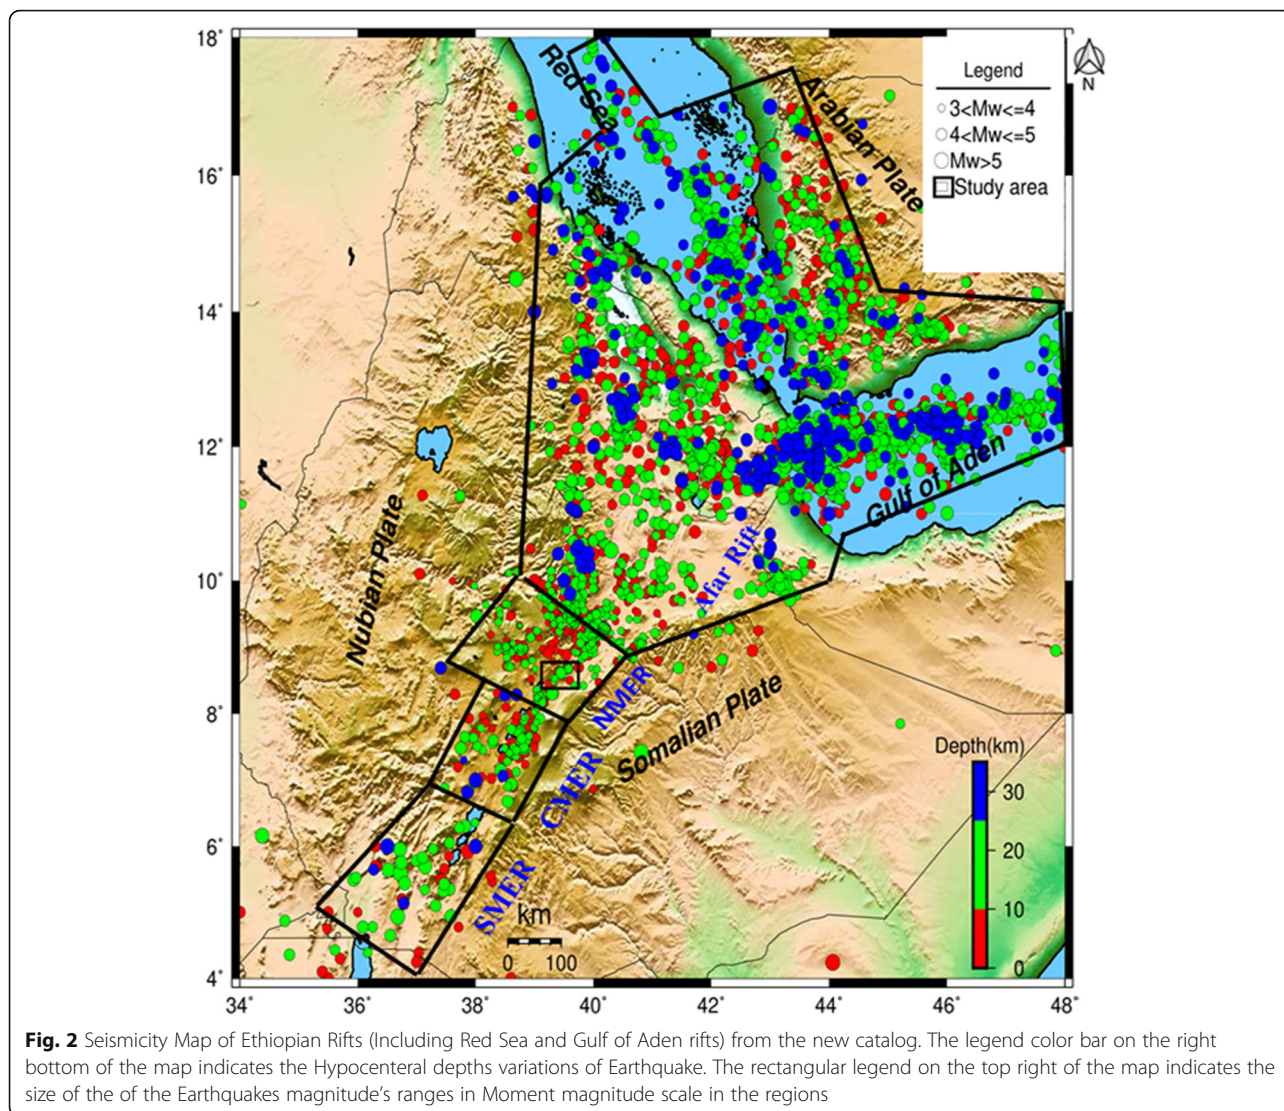 18°
16°
14°
12°
10°
8°
6°
4°
34°
36°
38°
40°
42°
44°
46°
48°
Red Sea
Arabian Plate
N
Legend
3<Mw<=4
4<Mw<=5
Mw>5
Study area
Nubian Plate
Gulf of Aden
Afar Rift
NMER
Somalian Plate
CMER
SMER
km
0 100
Depth(km)
30
20
10
0
Fig. 2 Seismicity Map of Ethiopian Rifts (Including Red Sea and Gulf of Aden rifts) from the new catalog. The legend color bar on the right
bottom of the map indicates the Hypocenteral depths variations of Earthquake. The rectangular legend on the top right of the map indicates the
size of the of the Earthquakes magnitude's ranges in Moment magnitude scale in the regions